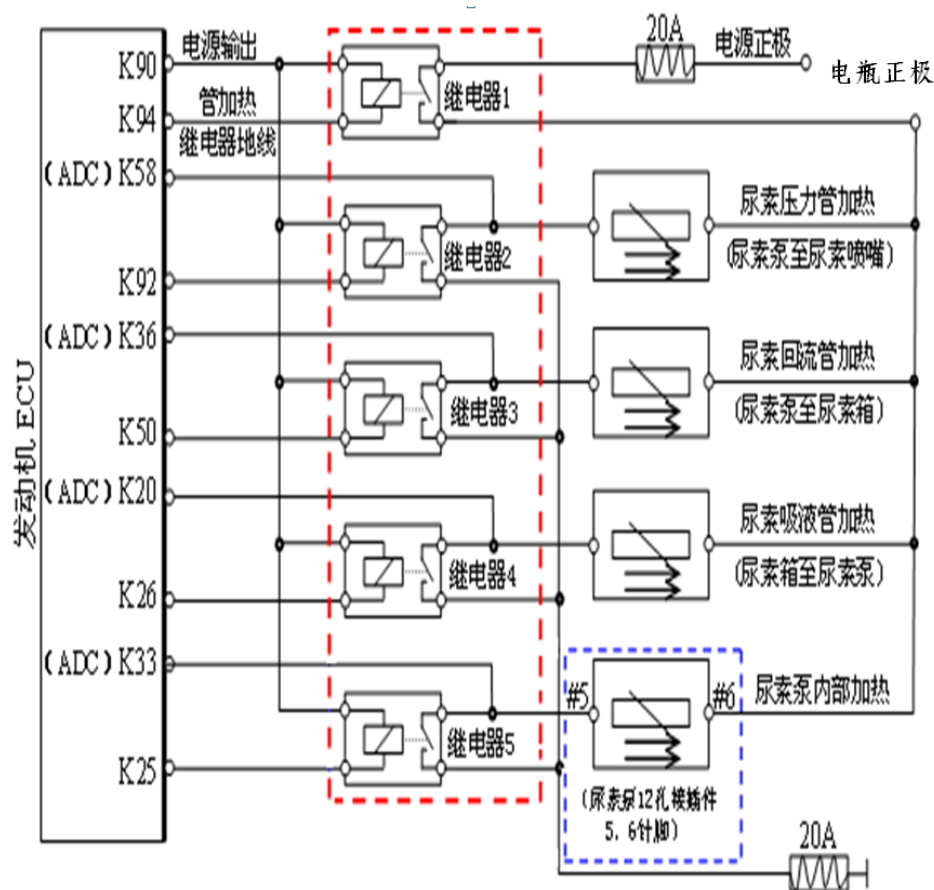 20A
电源输出
电源正极
K90
电瓶正极
继电器1
管加热
K94
继电器地线
(ADC)K58
尿素压力管加热
继电器2
(尿素泵至尿素喷嘴)
K92
(ADC)K36
尿素回流管加热
继电器3
(尿素泵至尿素箱)
K50
发动机 ECU
(ADC)K20
尿素吸液管加热
继电器4
(尿素箱至尿素泵)
K26
(ADC)K33
#5
#6
尿素泵内部加热
继电器5
K25
(尿素泵12孔接插件
5.6针脚)
20A